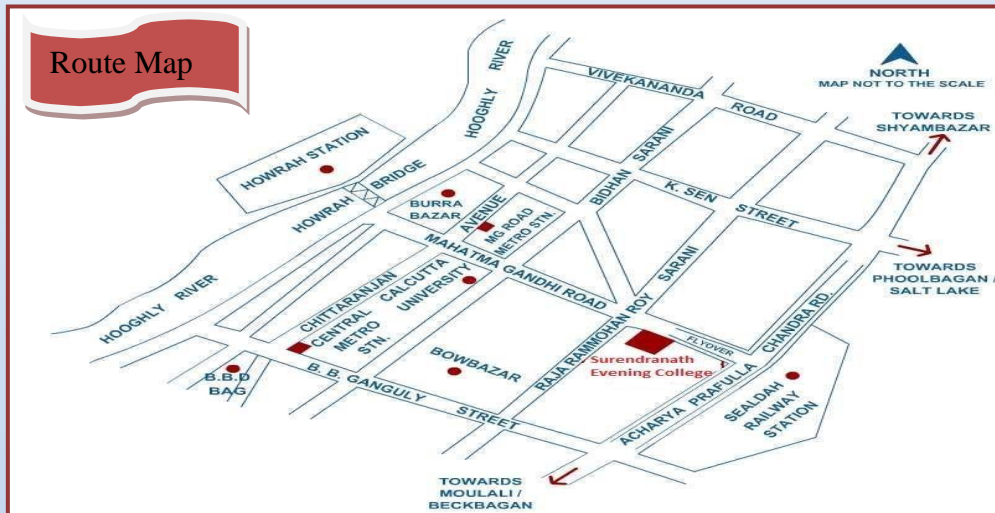 Route Map
NORTH
MAP NOT TO THE SCALE
TOWARDS
SHYAMBAZAR
VIVEKANANDA ROAD
HOOGHLY RIVER
HOWRAH STATION
HOWRAH BRIDGE
BURRA
BAZAR
AVENUE
MG ROAD
METRO STN.
BIDHAN SARANI
K. SEN STREET
TOWARDS
PHOOLBAGAN /
SALT LAKE
MAHATMA GANDHI ROAD
HOOGHLY RIVER
CHITTARANJAN
CALCUTTA
UNIVERSITY
CENTRAL
METRO
STN.
RAJA RAMMOHAN ROY SARANI
FLYOVER
Surendranath
Evening College
ACHARYA PRAFULLA CHANDRA RD.
B.B.D
BAG
B. B. GANGULY STREET
BOWBAZAR
SEALDAH
RAILWAY
STATION
TOWARDS
MOULALI /
BECKBAGAN